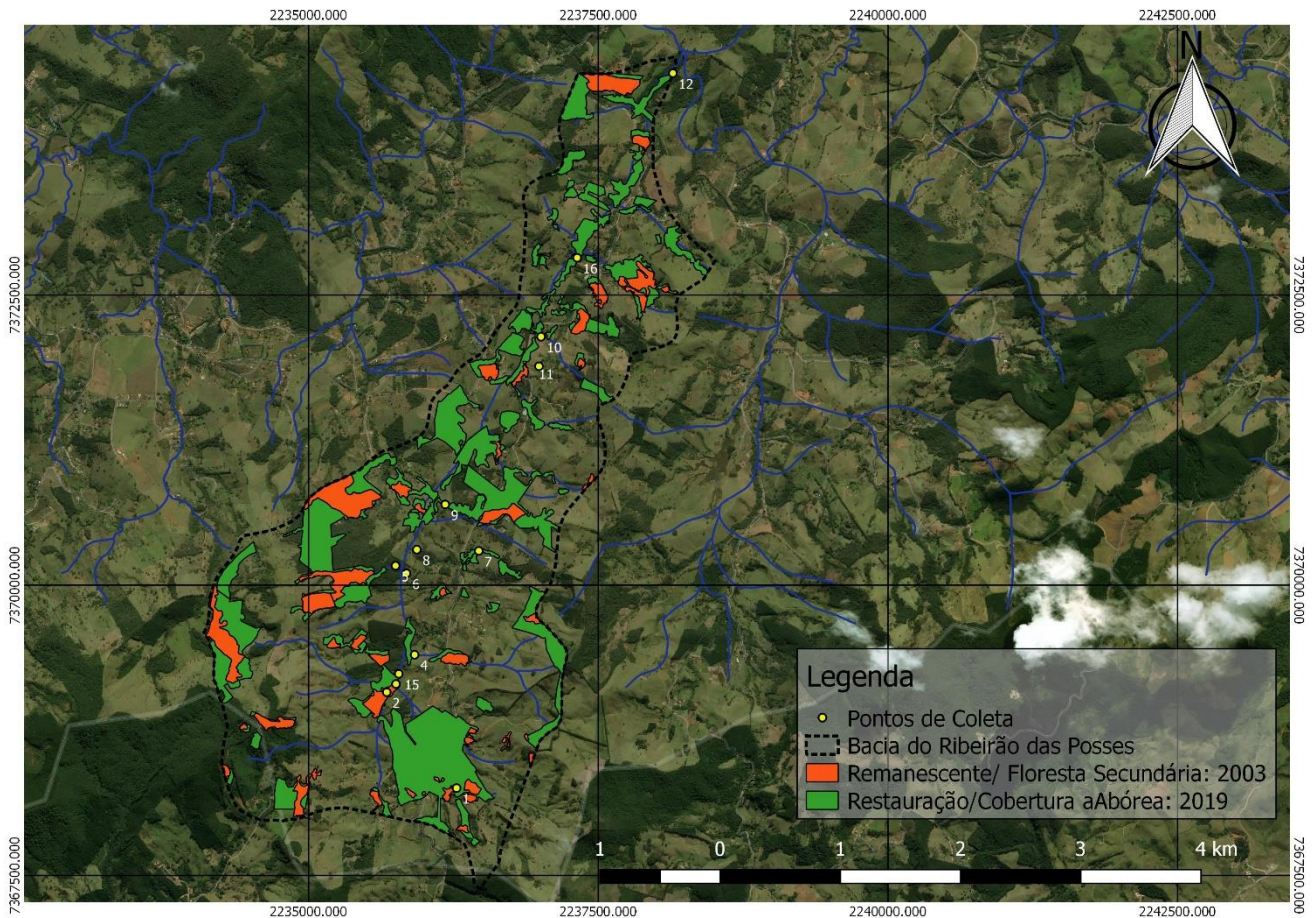 2235000.000 2237500.000 2240000.000 2242500.000
N
12
16
7372500.000 7372500.000
10
11
9
8 7
5
6
7370000.000 7370000.000
4
15
2
1
Legenda
Pontos de Coleta
Bacia do Ribeirão das Posses
Remanescente/ Floresta Secundária: 2003
Restauração/Cobertura aAbórea: 2019
1 0 1 2 3 4 km
7367500.000 7367500.000
2235000.000 2237500.000 2240000.000 2242500.000